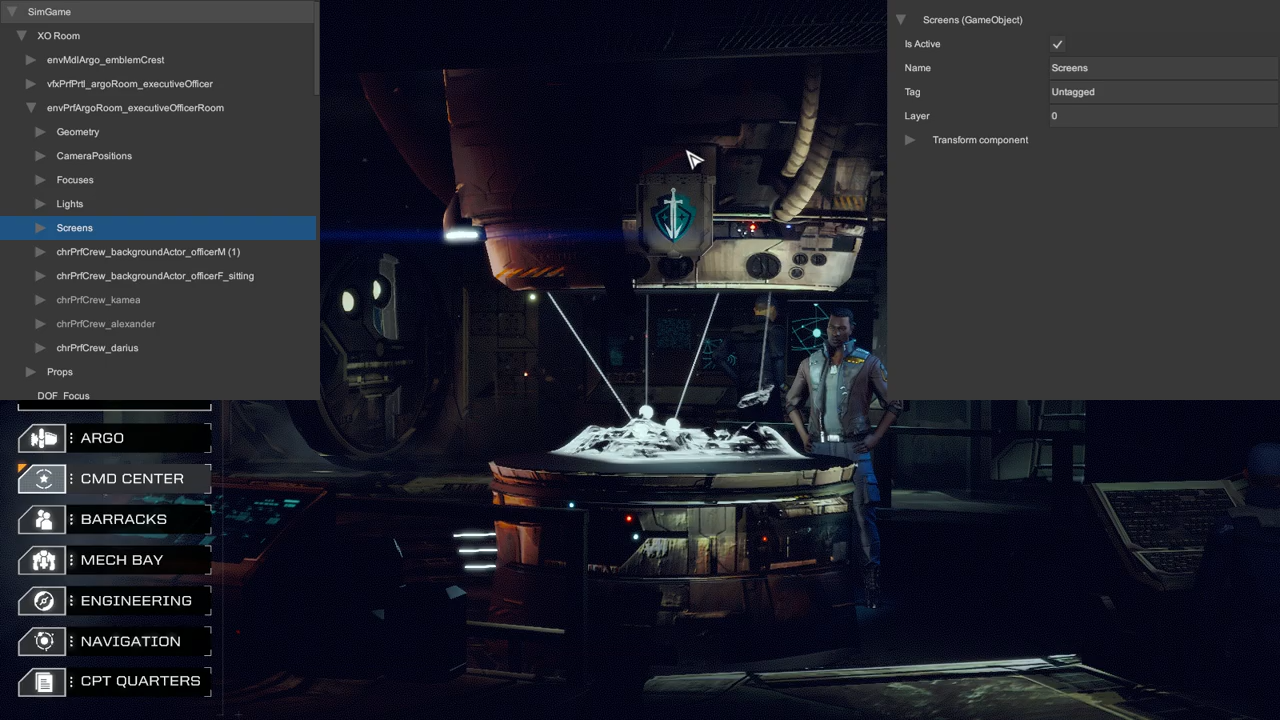 SimGame
XO Room
envMdlArgo_emblemCrest
vfxPrfPrtl_argoRoom_executiveOfficer
envPrfArgoRoom_executiveOfficerRoom
Geometry
CameraPositions
Focuses
Lights
Screens
chrPrfCrew_backgroundActor_officerM (1)
chrPrfCrew_backgroundActor_officerF_sitting
chrPrfCrew_kamea
chrPrfCrew_alexander
chrPrfCrew_darius
Props
DOF_Focus
Screens (GameObject)
Is Active
Name Screens
Tag Untagged
Layer 0
Transform component
ARGO
CMD CENTER
BARRACKS
MECH BAY
ENGINEERING
NAVIGATION
CPT QUARTERS